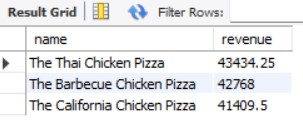 Result Grid Filter Rows:
name revenue
The Thai Chicken Pizza 43434.25
The Barbecue Chicken Pizza 42768
The California Chicken Pizza 41409.5